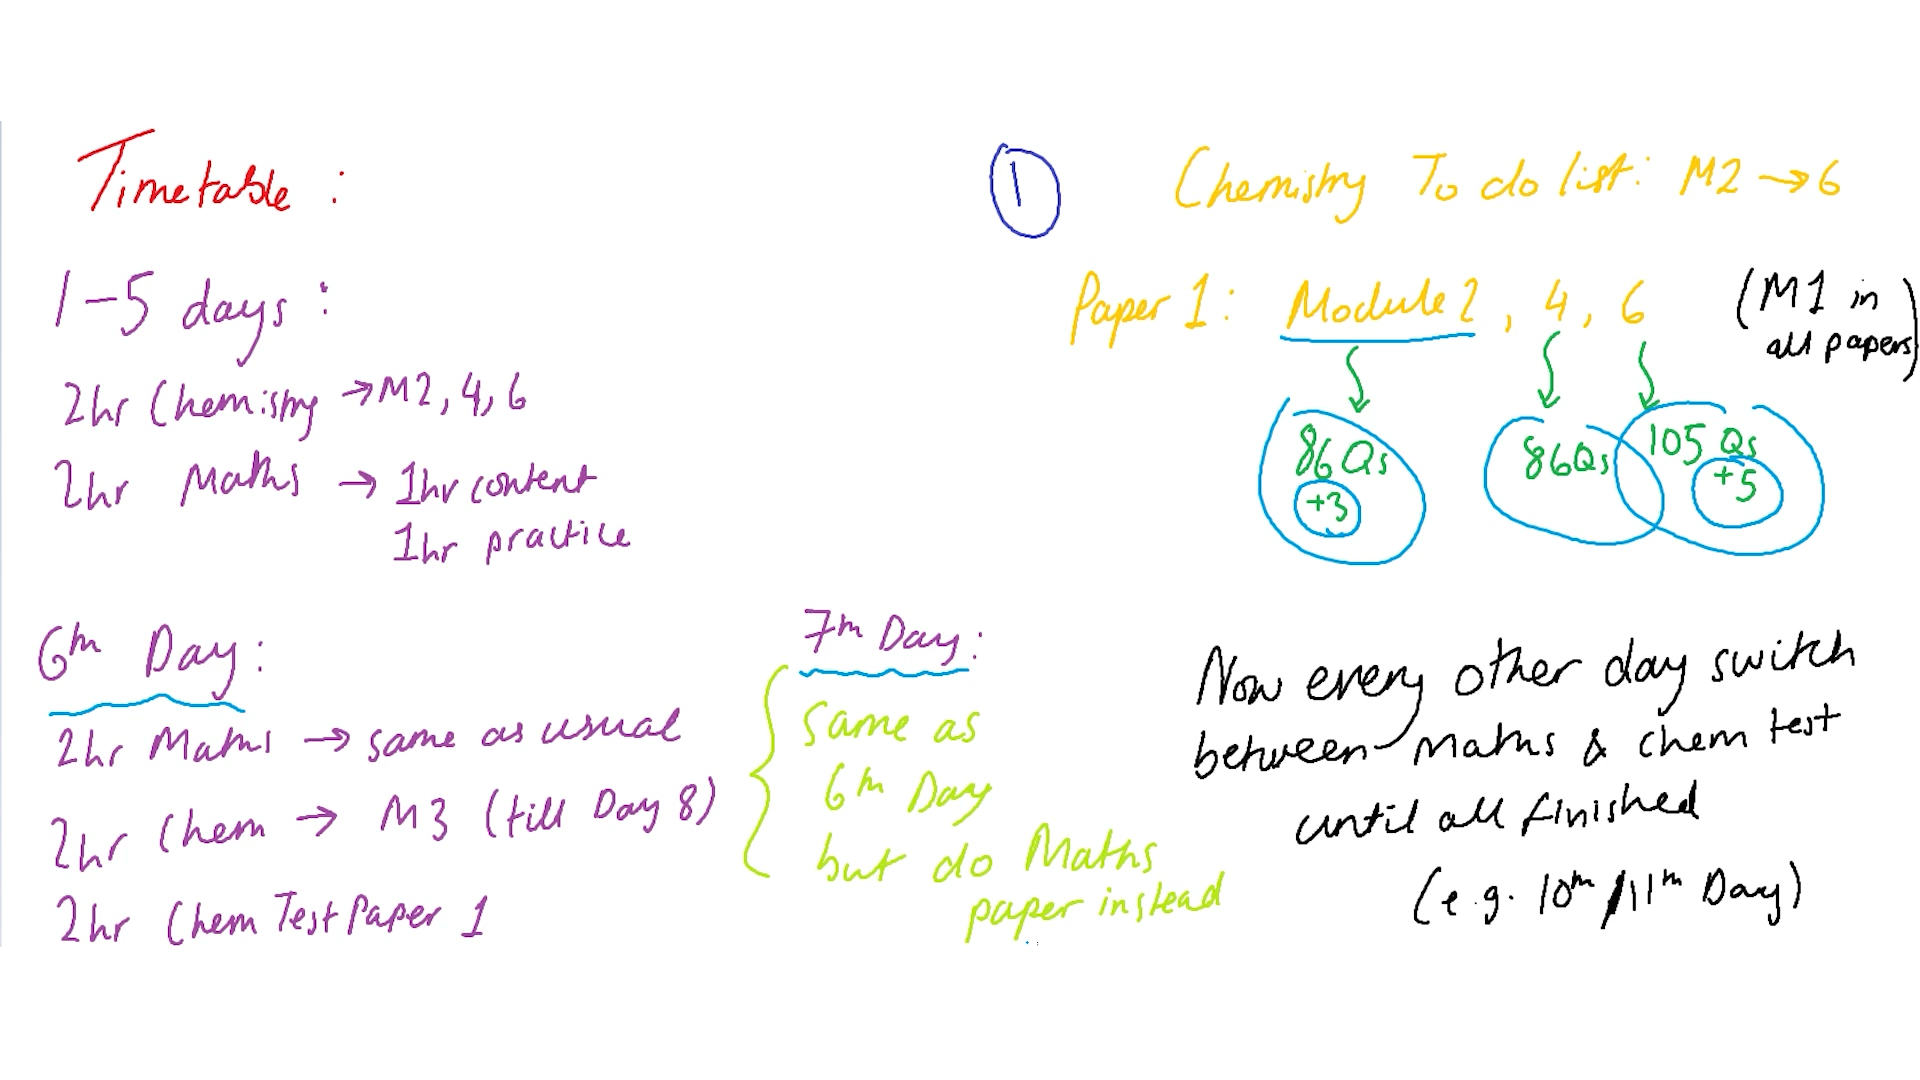 Timetable :
1-5 days :
2hr Chemistry → M2, 4, 6
2hr Maths → 1hr content
1hr practice
6th Day :
2hr Maths → same as usual
2hr Chem → M3 (till Day 8)
2hr Chem Test Paper 1
7th Day :
Same as
6th Day
but do Maths
paper instead
1
Chemistry To do list : M2 → 6
Paper 1 : Module 2 , 4 , 6
(M1 in
all papers)
86 Qs
+3
86Qs
105 Qs
+5
Now every other day switch
between maths & chem test
until all finished
(e.g. 10th / 11th Day)